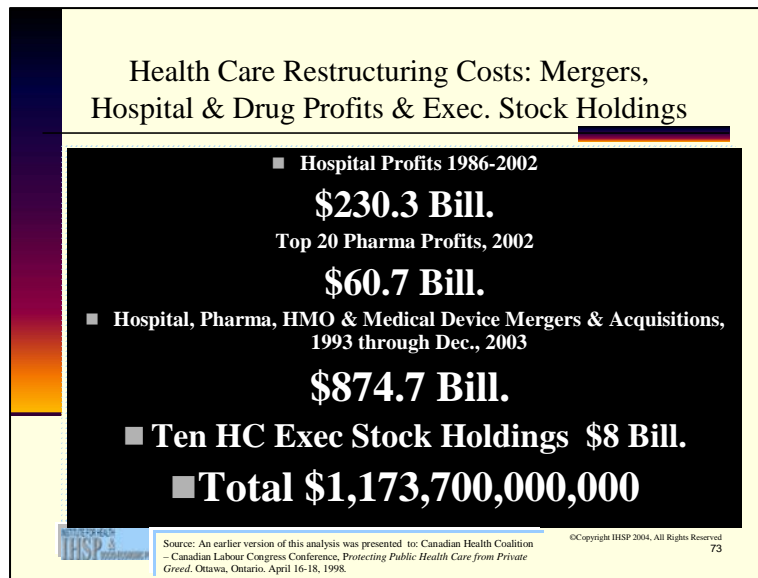 Health Care Restructuring Costs: Mergers,
Hospital & Drug Profits & Exec. Stock Holdings
■ Hospital Profits 1986-2002
$230.3 Bill.
Top 20 Pharma Profits, 2002
$60.7 Bill.
■ Hospital, Pharma, HMO & Medical Device Mergers & Acquisitions,
1993 through Dec., 2003
$874.7 Bill.
■ Ten HC Exec Stock Holdings $8 Bill.
■Total $1,173,700,000,000
INSTITUTE FOR HEALTH
IHSP &
Source: An earlier version of this analysis was presented to: Canadian Health Coalition
– Canadian Labour Congress Conference, Protecting Public Health Care from Private
Greed. Ottawa, Ontario. April 16-18, 1998.
©Copyright IHSP 2004, All Rights Reserved
73